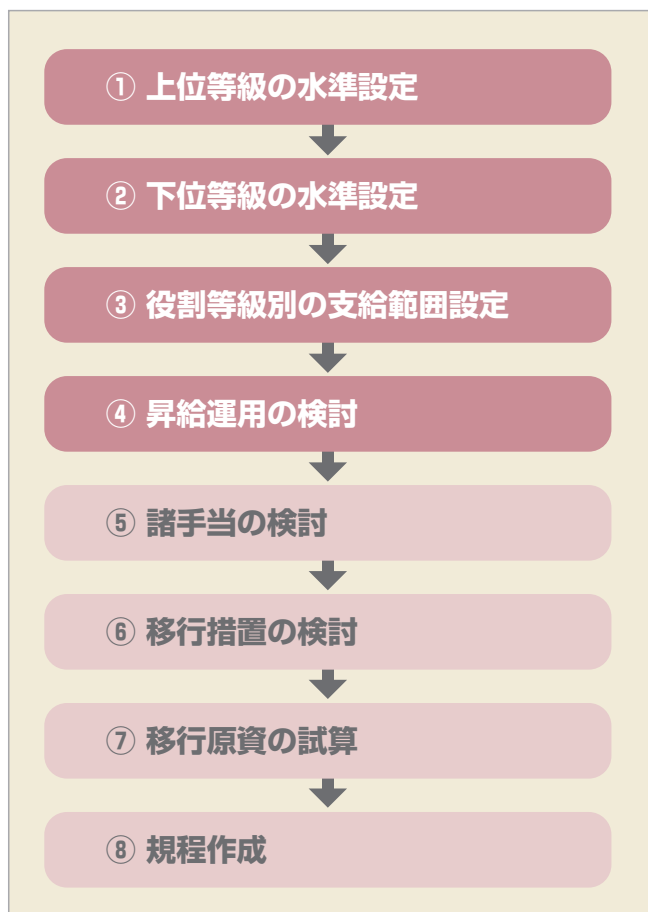 ① 上位等級の水準設定
② 下位等級の水準設定
③ 役割等級別の支給範囲設定
④ 昇給運用の検討
⑤ 諸手当の検討
⑥ 移行措置の検討
⑦ 移行原資の試算
⑧ 規程作成